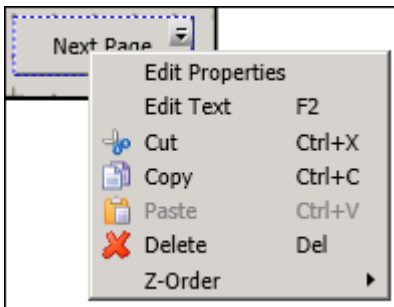 Next Page
Edit Properties
Edit Text F2
Cut Ctrl+X
Copy Ctrl+C
Paste Ctrl+V
Delete Del
Z-Order